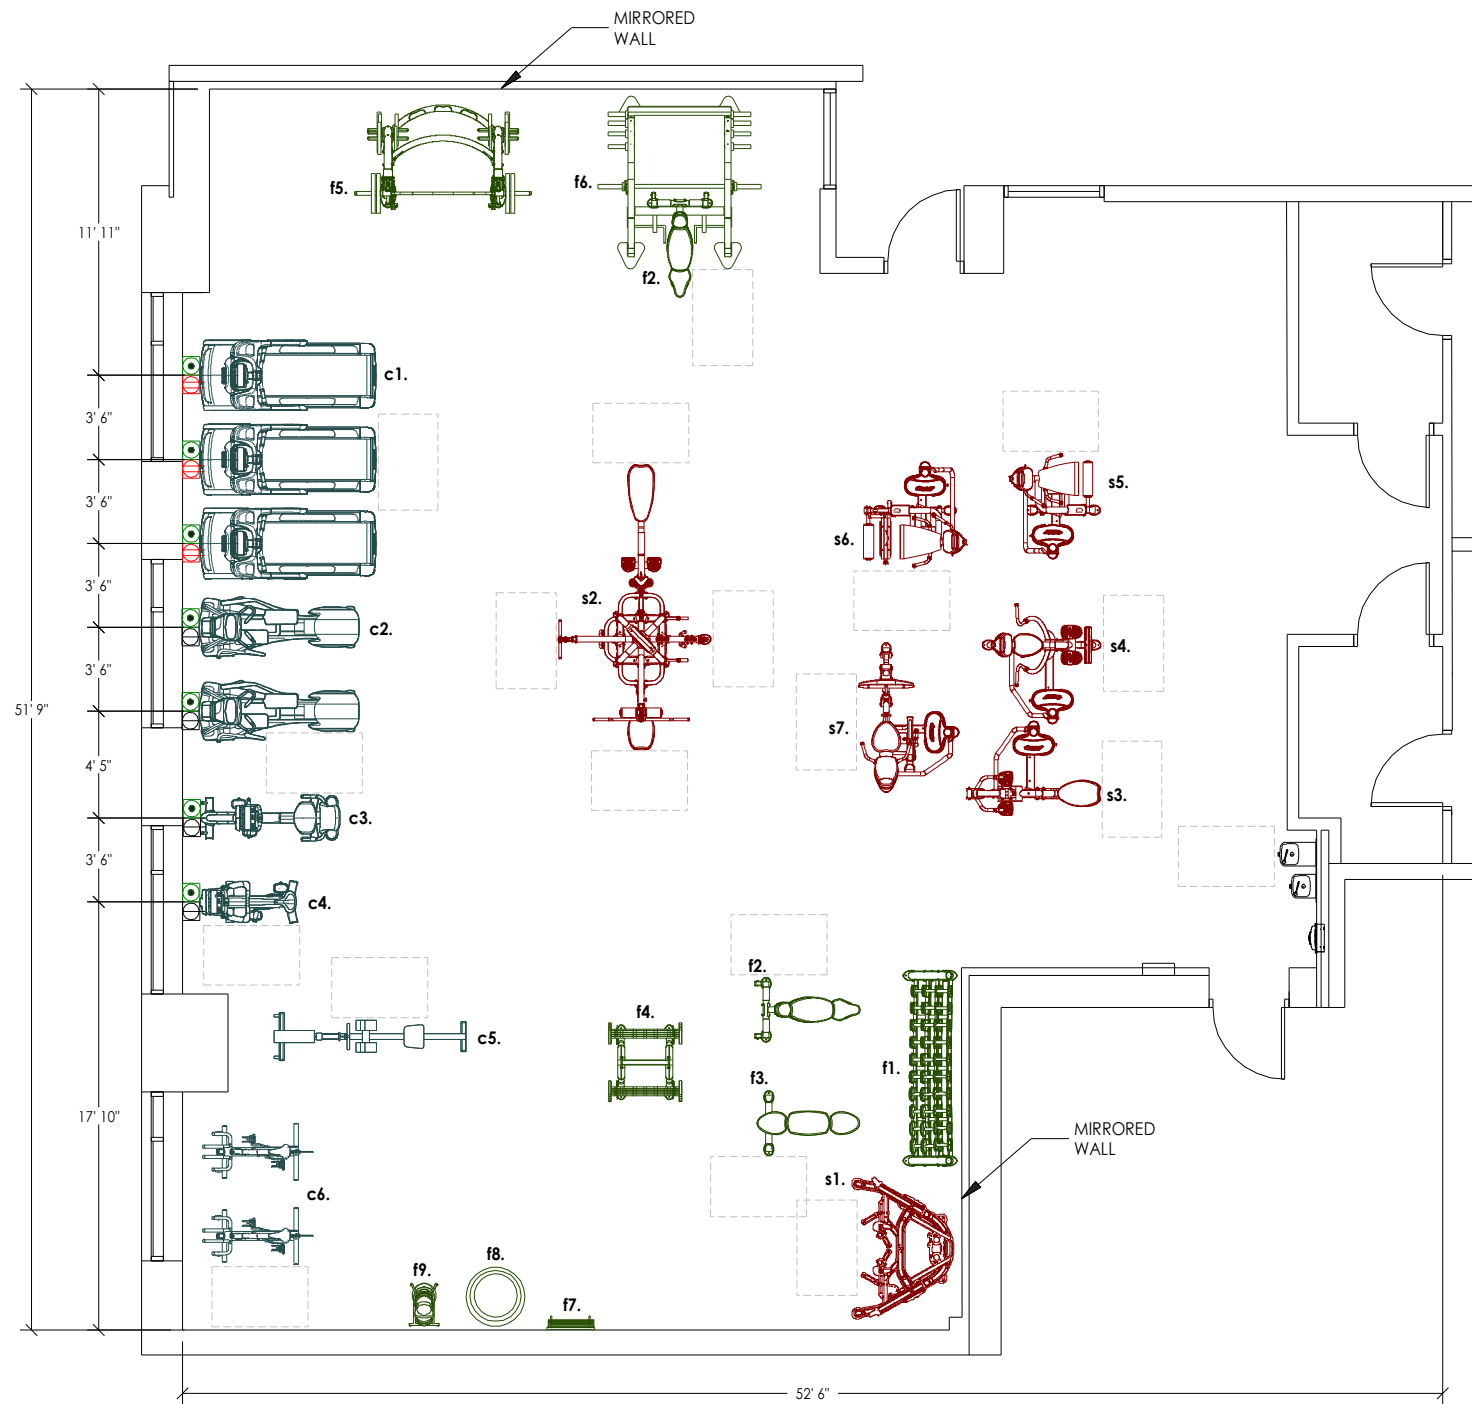 MIRRORED
WALL
f5.
f6.
11' 11"
f2.
c1.
3' 6"
s5.
3' 6"
s6.
3' 6"
s2.
c2.
s4.
3' 6"
51' 9"
s7.
4' 5"
s3.
c3.
3' 6"
c4.
f2.
f4.
c5.
f1.
f3.
17' 10"
MIRRORED
WALL
s1.
c6.
f8.
f9.
f7.
52' 6"